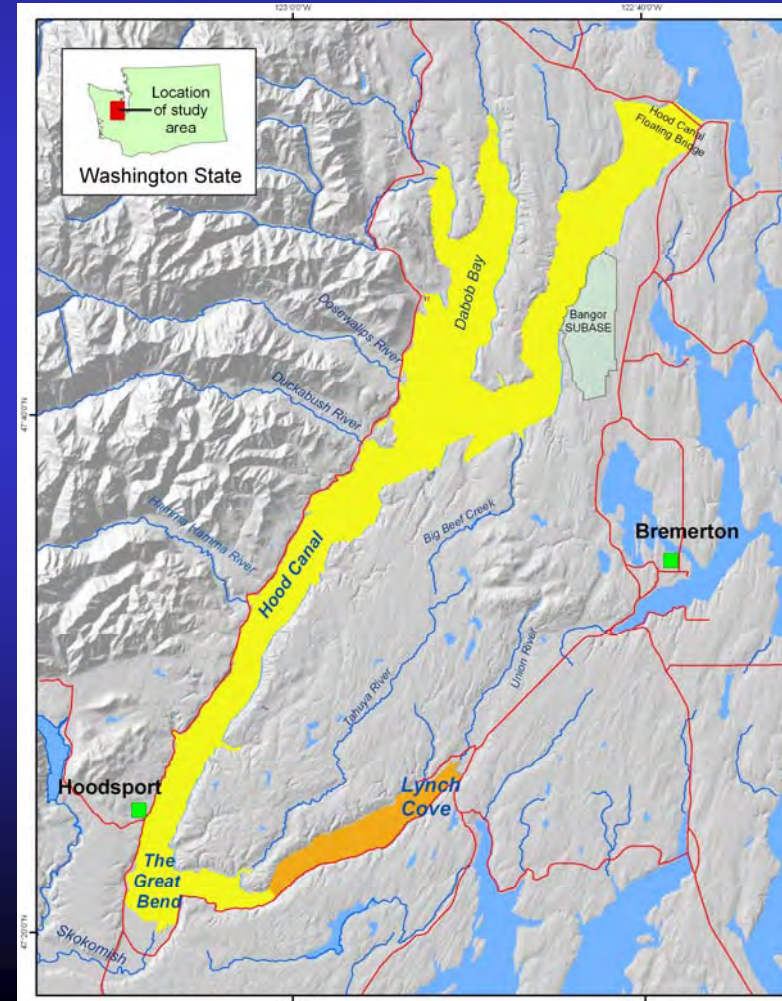 123°0'0"W
122°40'0"W
Location
of study
area
Washington State
Hood Canal
Floating Bridge
Dabob Bay
Bangor
SUBASE
Dosewallps River
Duckabush River
47°40'0"N
Hamma Hamma River
Big Beef Creek
Bremerton
Hood Canal
Union River
Tahuya River
Hoodsport
Lynch
Cove
The
Great
Bend
Skokomish
47°20'0"N